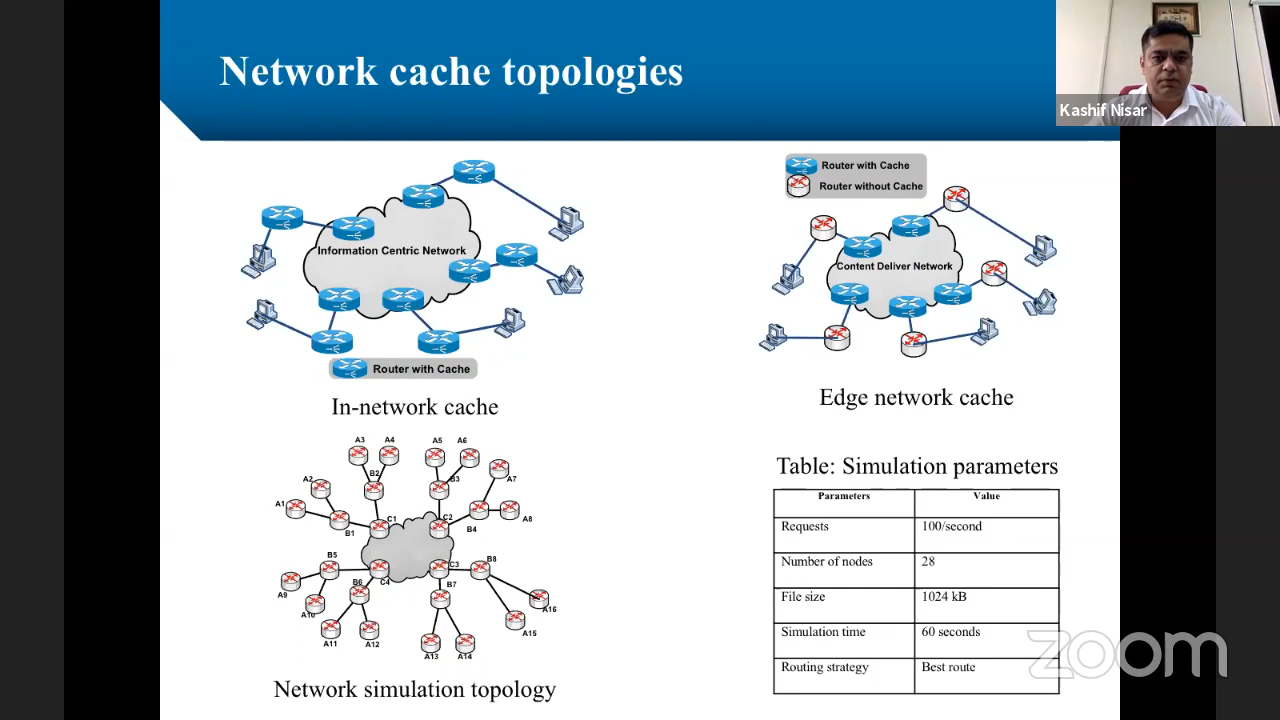 Network cache topologies
Kashif Nisar
Information Centric Network
Router with Cache
In-network cache
Router with Cache
Router without Cache
Content Deliver Network
Edge network cache
A3
A4
A5
A6
A2
B2
B3
A7
A1
B1
C1
C2
B4
A8
B5
B6
C4
C3
B8
B7
A9
A10
A11
A12
A13
A14
A15
A16
Network simulation topology
Table: Simulation parameters
Parameters Value
Requests 100/second
Number of nodes 28
File size 1024 kB
Simulation time 60 seconds
Routing strategy Best route
zoom